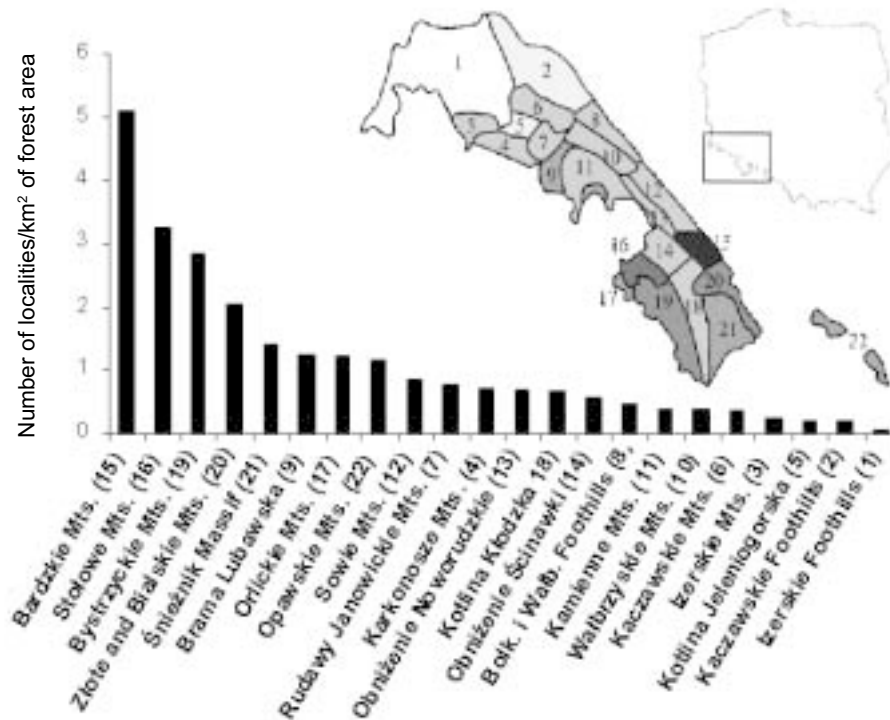 Number of localities/km² of forest area
6
5
4
3
2
1
0
Bardzkie Mts. (15)
Stołowe Mts. (16)
Bystrzyckie Mts. (19)
Złote and Bialskie Mts. (20)
Śnieżnik Massif (21)
Brama Lubawska (9)
Orlickie Mts. (17)
Opawskie Mts. (22)
Sowie Mts. (12)
Rudawy Janowickie Mts. (7)
Karkonosze Mts. (4)
Obniżenie Noworudzkie (13)
Kotlina Kłodzka 18)
Obniżenie Ścinawki (14)
Bolk. i Wałb. Foothills (8,
Kamienne Mts. (11)
Wałbrzyskie Mts. (10)
Kaczawskie Mts. (6)
Izerskie Mts. (3)
Kotlina Jeleniogorska (5)
Kaczawskie Foothills (2)
Izerskie Foothills (1)
1
2
6
8
3
5
7
4
10
9
11
12
16
14
15
17
19
18
20
21
22